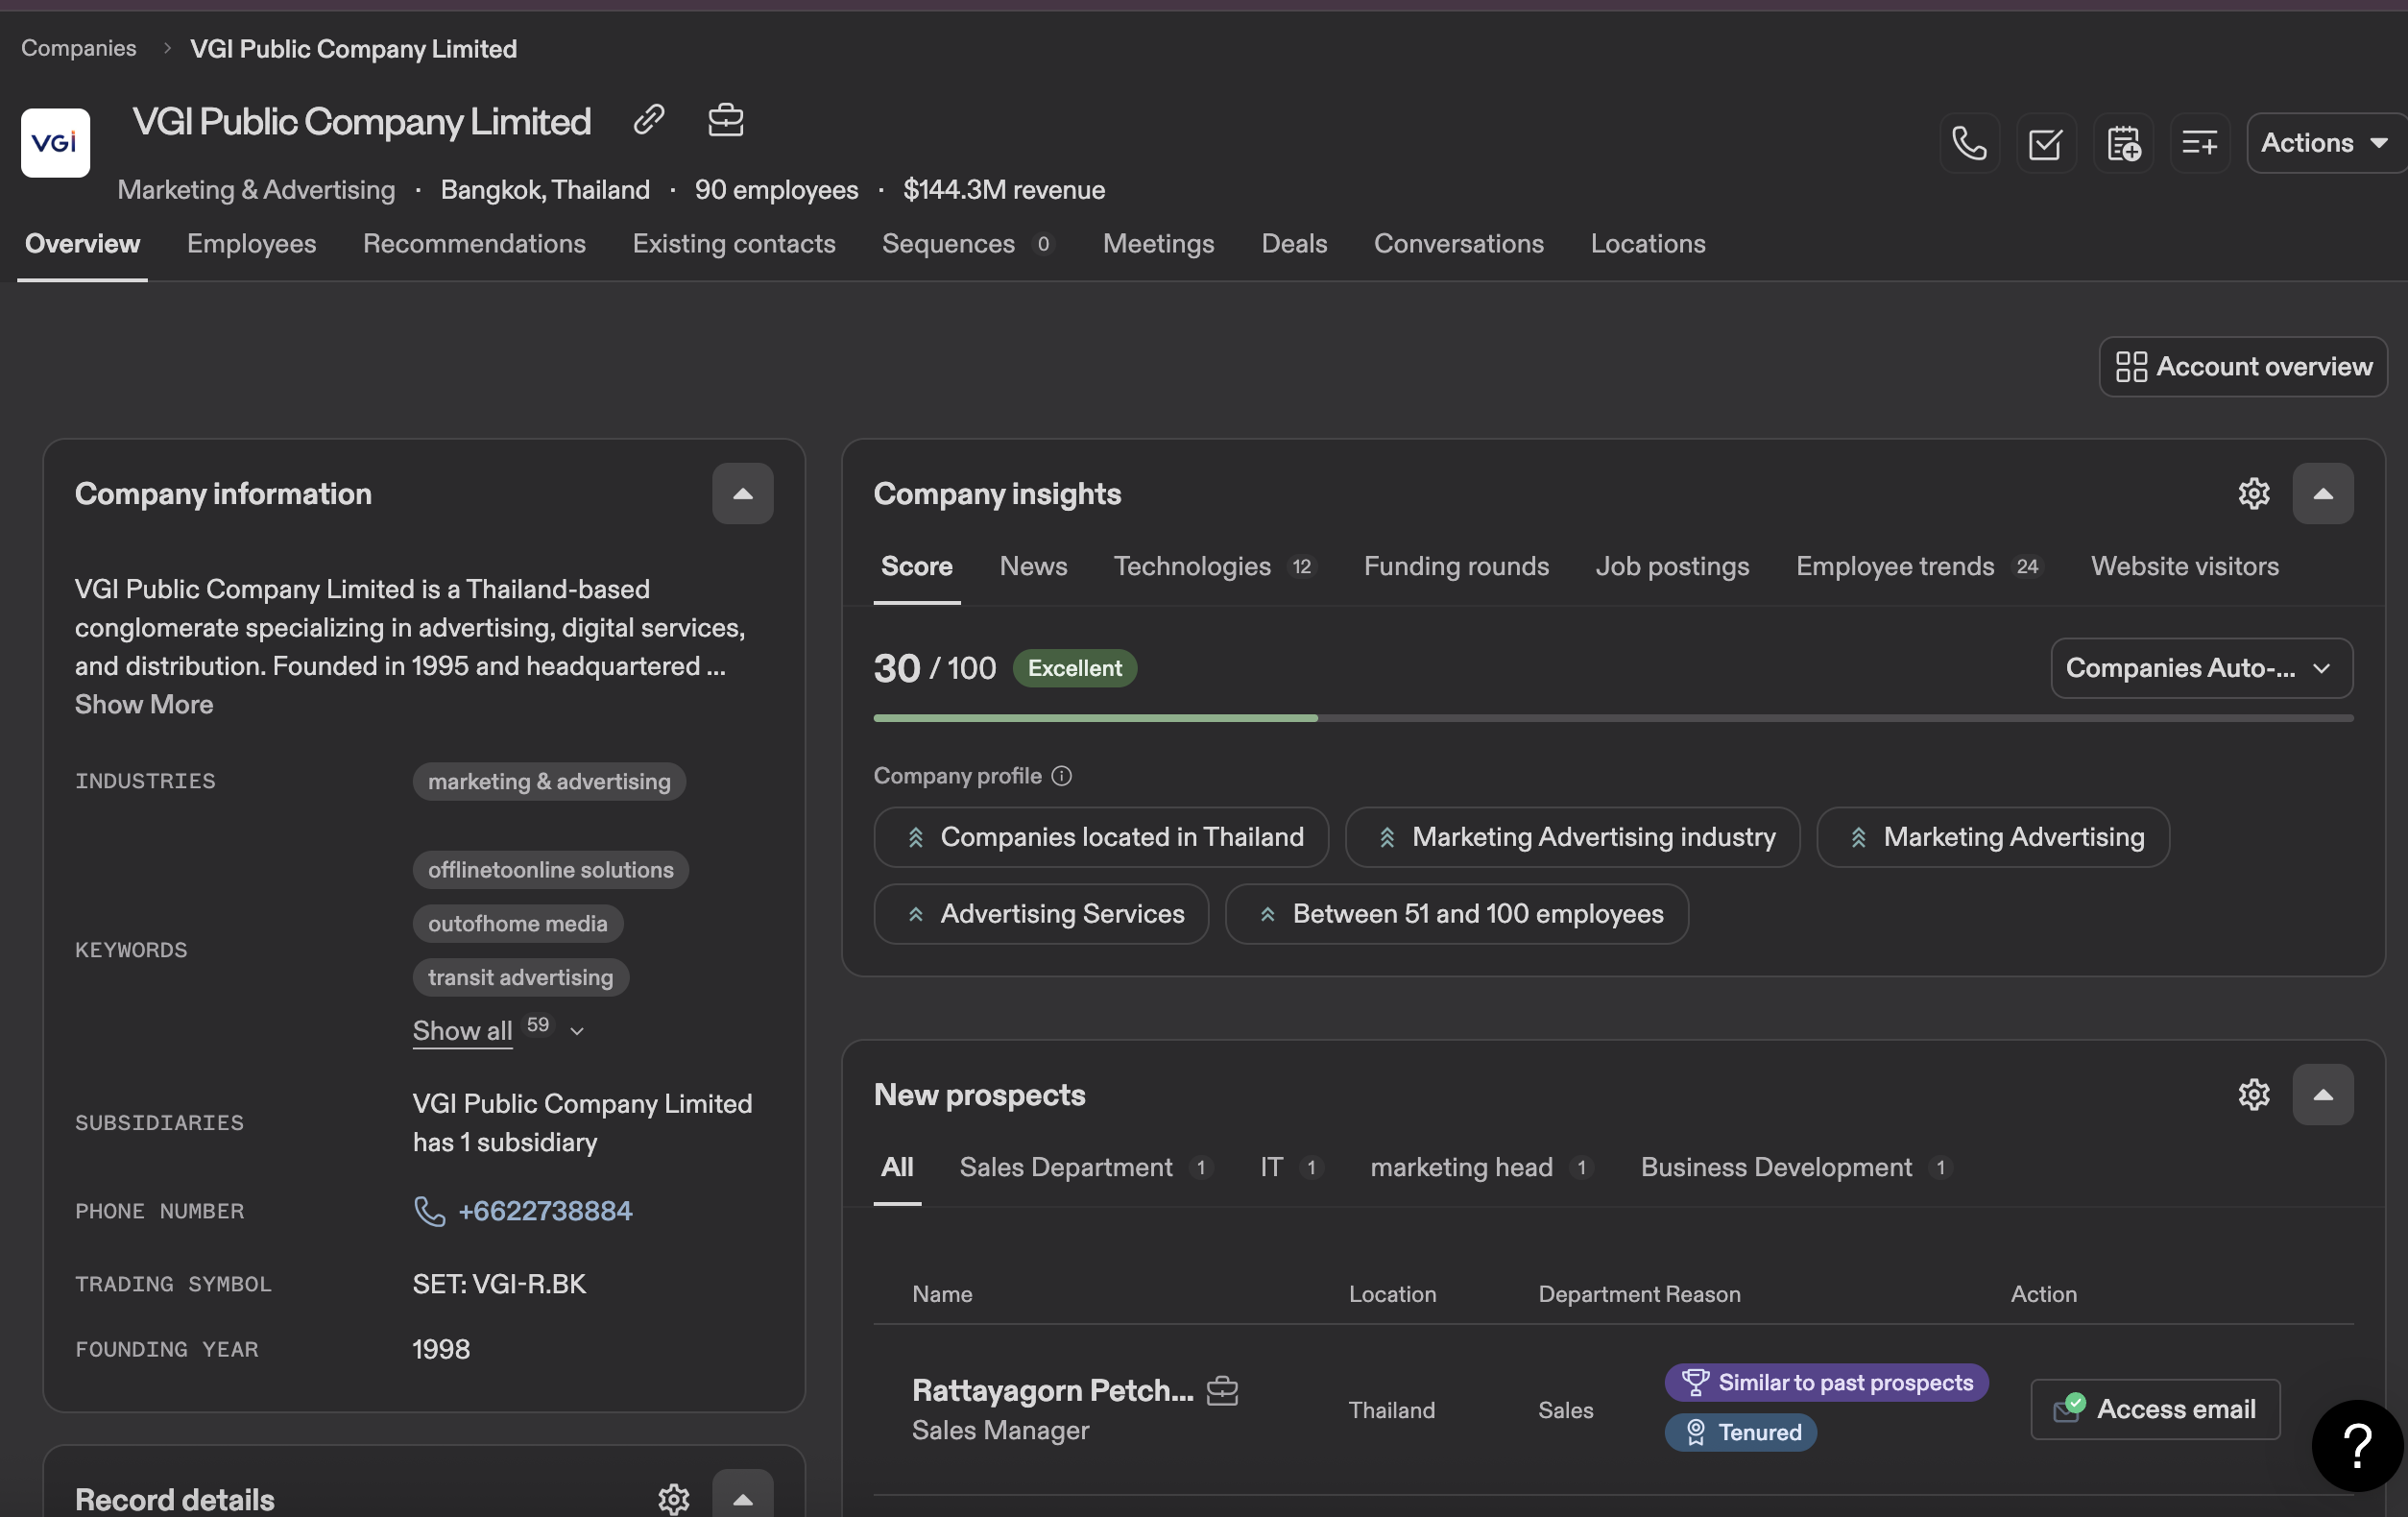 Companies > VGI Public Company Limited
VGI
VGI Public Company Limited
Marketing & Advertising · Bangkok, Thailand · 90 employees · $144.3M revenue
Actions
Overview Employees Recommendations Existing contacts Sequences 0 Meetings Deals Conversations Locations
Account overview
Company information
VGI Public Company Limited is a Thailand-based
conglomerate specializing in advertising, digital services,
and distribution. Founded in 1995 and headquartered ...
Show More
INDUSTRIES marketing & advertising
KEYWORDS
offlinetoonline solutions
outofhome media
transit advertising
Show all 59
SUBSIDIARIES
VGI Public Company Limited
has 1 subsidiary
PHONE NUMBER +6622738884
TRADING SYMBOL SET: VGI-R.BK
FOUNDING YEAR 1998
Record details
Company insights
Score News Technologies 12 Funding rounds Job postings Employee trends 24 Website visitors
30 / 100 Excellent
Companies Auto-...
Company profile
Companies located in Thailand Marketing Advertising industry Marketing Advertising
Advertising Services Between 51 and 100 employees
New prospects
All Sales Department 1 IT 1 marketing head 1 Business Development 1
Name Location Department Reason Action
Rattayagorn Petch...
Sales Manager
Thailand
Sales
Similar to past prospects
Tenured
Access email
?